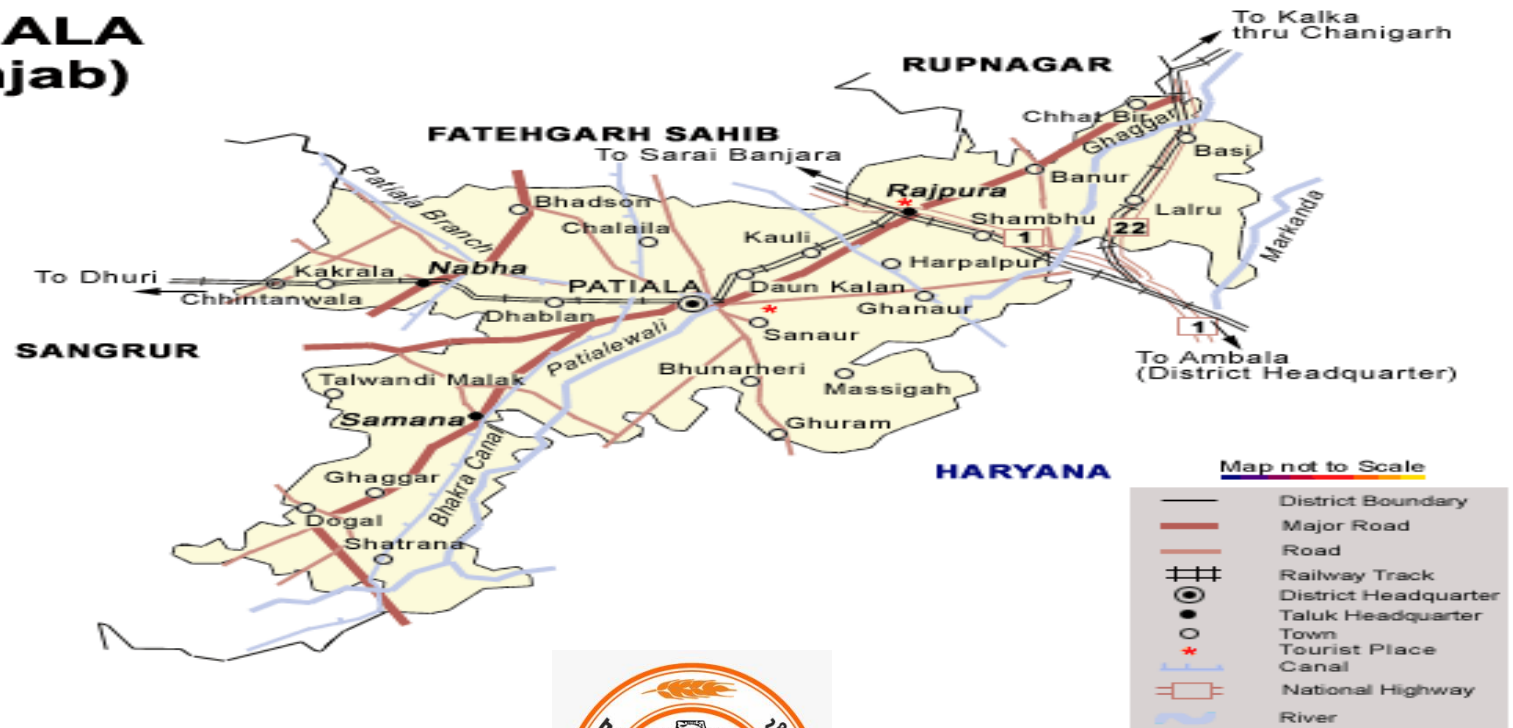 ALA
jab)
To Kalka
thru Chanigarh
RUPNAGAR
FATEHGARH SAHIB
To Sarai Banjara
Chhat Bir
Ghaggar
Basi
Banur
Rajpura
Patiala Branch
Bhadson
Chalaila
Shambhu
Lalru
Markanda
Kauli
1
22
Harpalpur
To Dhuri
Kakrala
Nabha
Chhintanwala
PATIALA
Daun Kalan
Ghanaur
Dhablan
Sanaur
1
SANGRUR
Patialewali
To Ambala
(District Headquarter)
Bhunarheri
Talwandi Malak
Massigah
Samana
Ghuram
Bhakra Canal
HARYANA
Map not to Scale
Ghaggar
Dogal
Shatrana
District Boundary
Major Road
Road
Railway Track
District Headquarter
Taluk Headquarter
Town
Tourist Place
Canal
National Highway
River